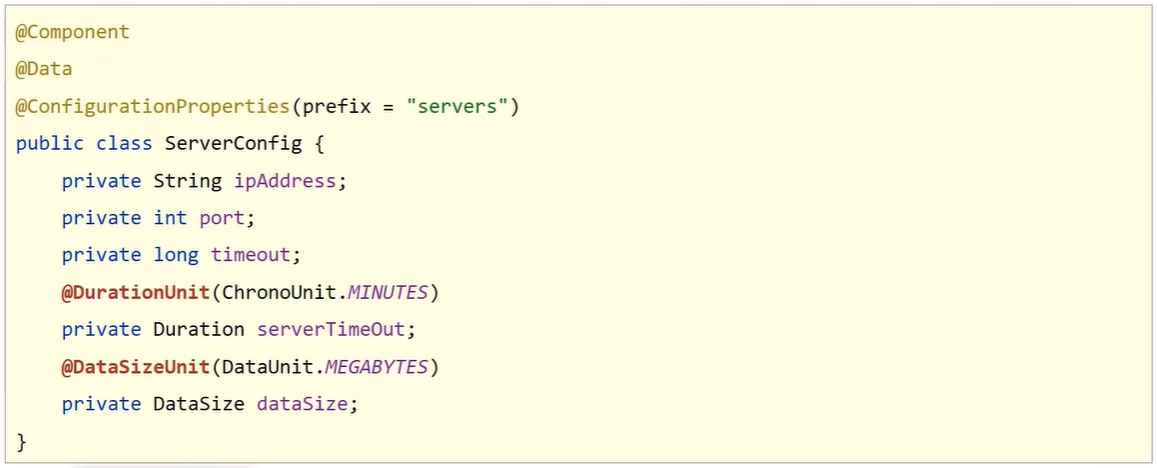 @Component
@Data
@ConfigurationProperties(prefix = "servers")
public class ServerConfig {
    private String ipAddress;
    private int port;
    private long timeout;
    @DurationUnit(ChronoUnit.MINUTES)
    private Duration serverTimeOut;
    @DataSizeUnit(DataUnit.MEGABYTES)
    private DataSize dataSize;
}